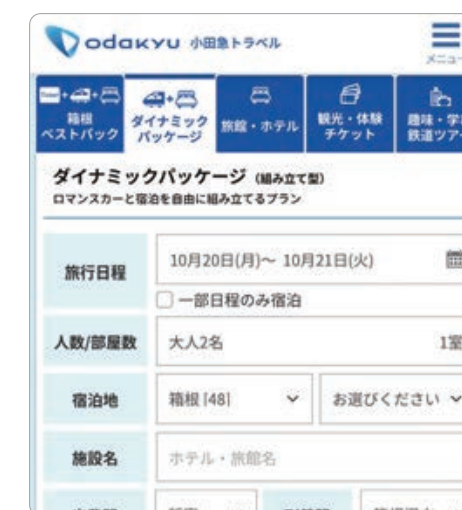 odakyu 小田急トラベル
メニュー
箱根
ベストパック
ダイナミック
パッケージ
旅館・ホテル
観光・体験
チケット
趣味・学
鉄道ツアー
ダイナミックパッケージ (組み立て型)
ロマンスカーと宿泊を自由に組み立てるプラン
旅行日程 10月20日(月)〜 10月21日(火)
一部日程のみ宿泊
人数/部屋数 大人2名 1室
宿泊地 箱根 [48] お選びください
施設名 ホテル・旅館名